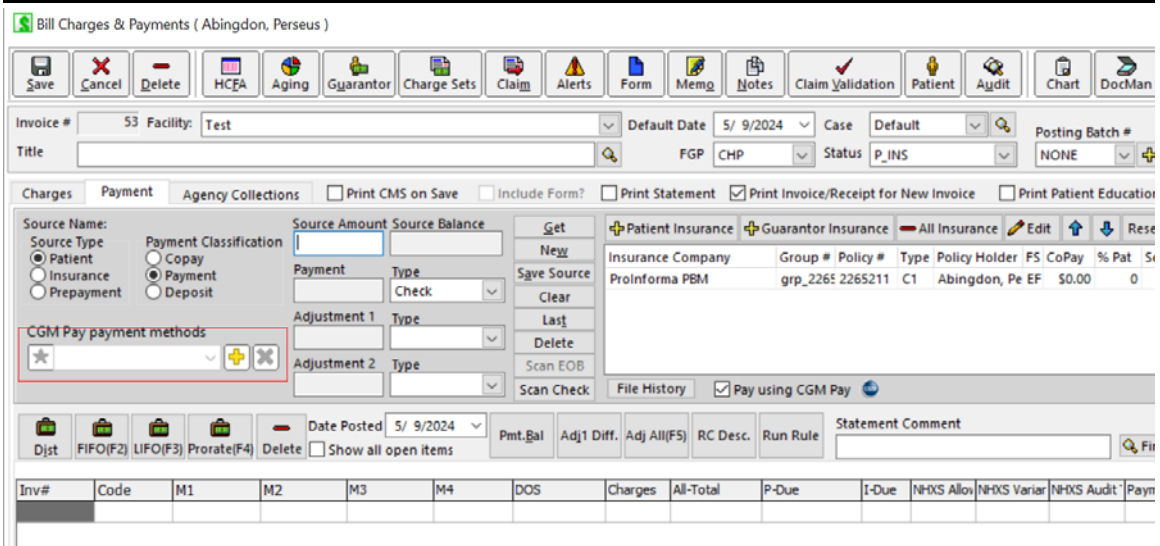 Bill Charges & Payments ( Abingdon, Perseus )
Save Cancel Delete HCFA Aging Guarantor Charge Sets Claim Alerts Form Memo Notes Claim Validation Patient Audit Chart DocMan
Invoice # 53 Facility: Test Default Date 5/ 9/2024 Case Default Posting Batch #
Title FGP CHP Status P_INS NONE
Charges Payment Agency Collections Print CMS on Save Include Form? Print Statement Print Invoice/Receipt for New Invoice Print Patient Education
Source Name: Source Amount Source Balance Get Patient Insurance Guarantor Insurance All Insurance Edit Rese
Source Type Payment Classification
Patient Copay New Insurance Company Group # Policy # Type Policy Holder FS CoPay % Pat Se
Insurance Payment Payment Type Save Source ProInforma PBM grp_2265 2265211 C1 Abingdon, Pe EF $0.00 0
Prepayment Deposit Check Clear
Adjustment 1 Type Last
CGM Pay payment methods Delete
Adjustment 2 Type Scan EOB
Scan Check File History Pay using CGM Pay
Dist FIFO(F2) LIFO(F3) Prorate(F4) Delete Date Posted 5/ 9/2024 Pmt.Bal Adj1 Diff. Adj All(F5) RC Desc. Run Rule Statement Comment
Show all open items Fi
Inv# Code M1 M2 M3 M4 DOS Charges All-Total P-Due I-Due NHXS Allov NHXS Variar NHXS Audit Paym